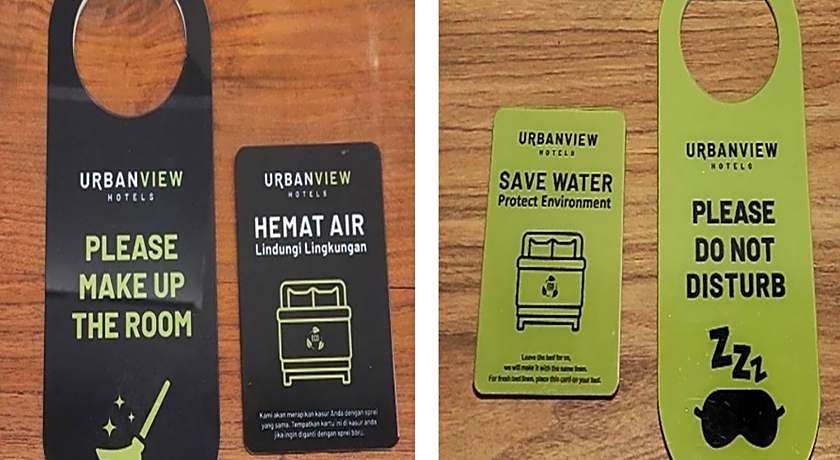 URBANVIEW
HOTELS
PLEASE
MAKE UP
THE ROOM
URBANVIEW
HOTELS
HEMAT AIR
Lindungi Lingkungan
ECO
Kami akan merapikan kasur Anda dengan sprei
yang sama. Tempatkan kartu ini di kasur anda
jika ingin diganti dengan sprei baru.
URBANVIEW
HOTELS
SAVE WATER
Protect Environment
ECO
Leave the bed for us,
we will make it with the same linen.
For fresh bed linen, place this card on your bed.
URBANVIEW
HOTELS
PLEASE
DO NOT
DISTURB
ZZZ